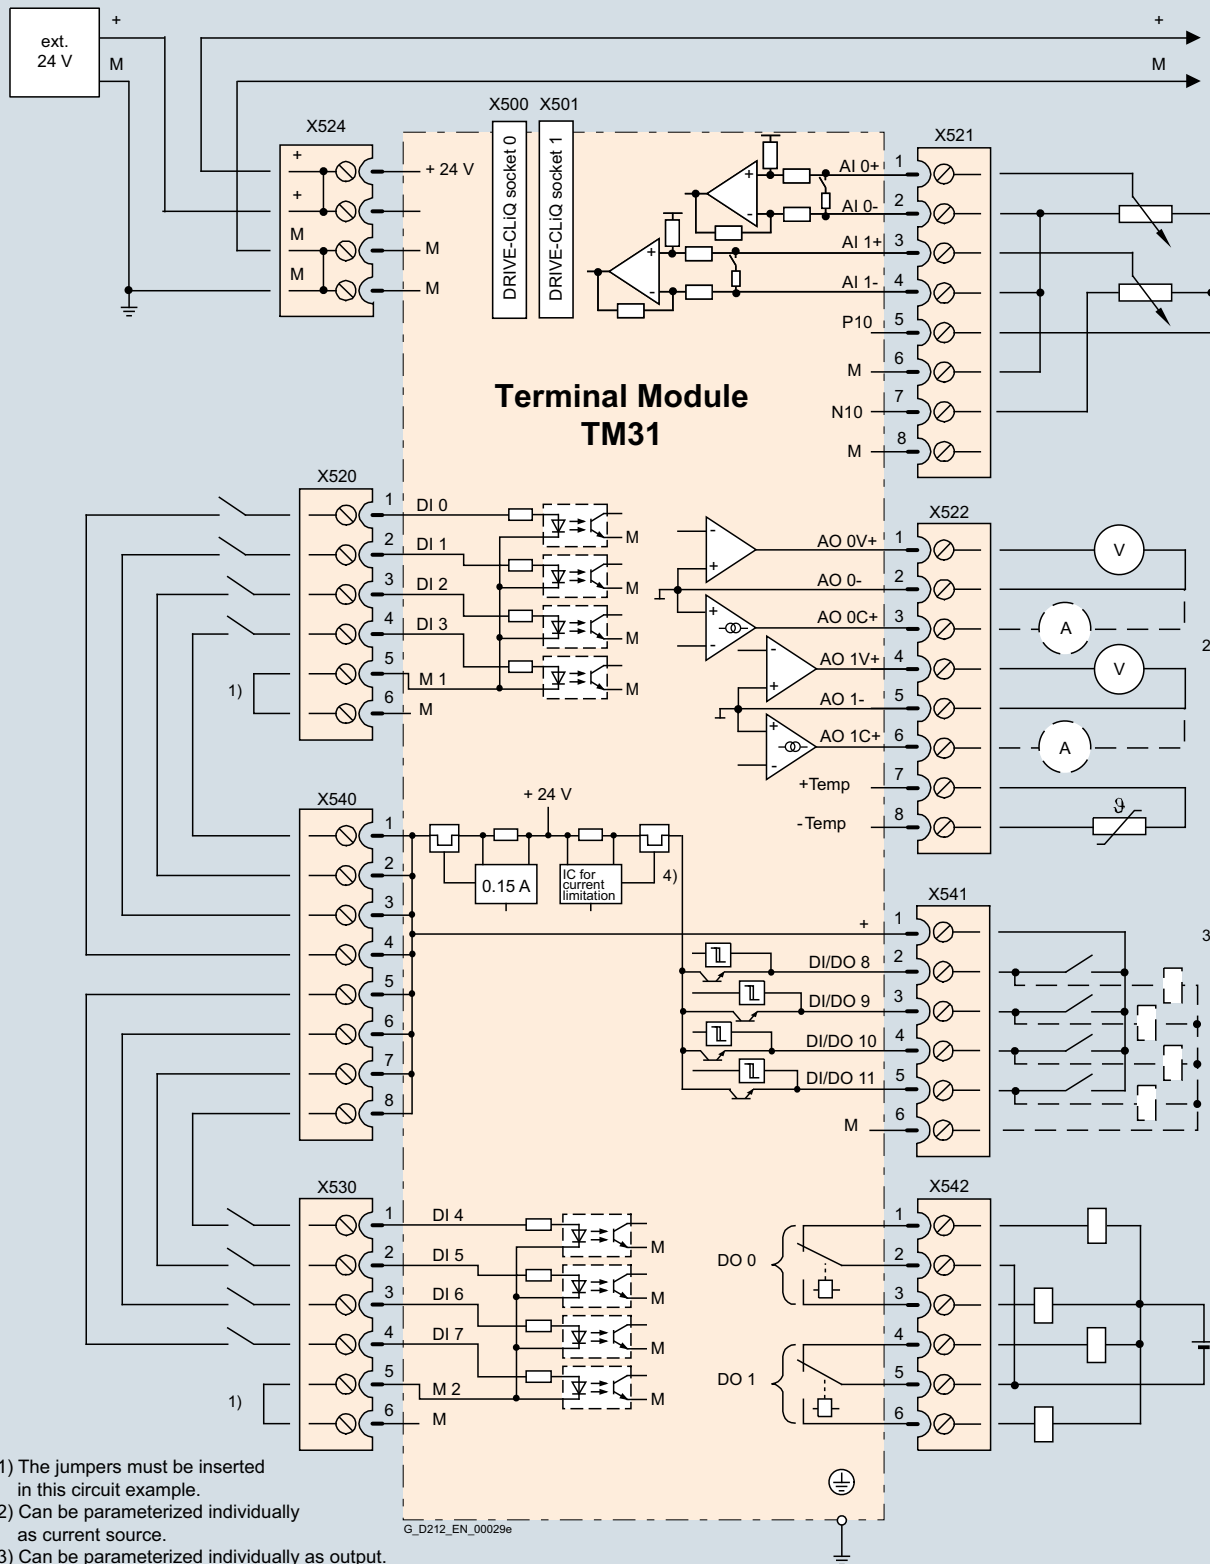 ext.
24 V
+
M
+
M
X524
+
+
M
M
+ 24 V
M
M
X500
X501
DRIVE-CLiQ socket 0
DRIVE-CLiQ socket 1
+
-
+
-
X521
AI 0+ 1
AI 0- 2
AI 1+ 3
AI 1- 4
P10 5
M 6
N10 7
M 8
Terminal Module
TM31
X520
1 DI 0
2 DI 1
3 DI 2
4 DI 3
5 M 1
6 M
1)
M
M
M
M
X522
-
+
+
-
-
+
+
-
AO 0V+ 1
AO 0- 2
AO 0C+ 3
AO 1V+ 4
AO 1- 5
AO 1C+ 6
+Temp 7
- Temp 8
V
A
V
A
2
ϑ
X540
1
2
3
4
5
6
7
8
+ 24 V
0.15 A
IC for
current
limitation
4)
X541
+ 1
DI/DO 8 2
DI/DO 9 3
DI/DO 10 4
DI/DO 11 5
M 6
3
X530
1 DI 4
2 DI 5
3 DI 6
4 DI 7
5 M 2
6 M
1)
M
M
M
M
X542
DO 0
DO 1
1
2
3
4
5
6
1) The jumpers must be inserted
in this circuit example.
2) Can be parameterized individually
as current source.
3) Can be parameterized individually as output.
G_D212_EN_00029e